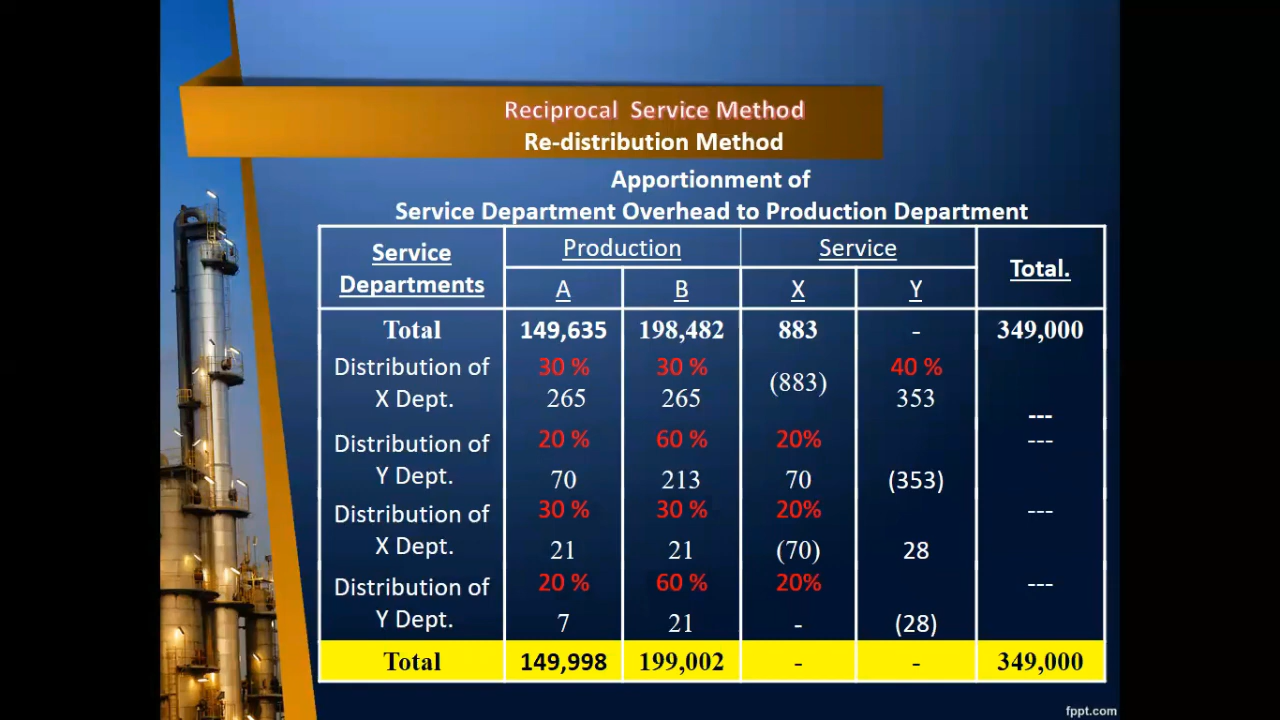 Reciprocal  Service Method
Re-distribution Method
Apportionment of
Service Department Overhead to Production Department
Service Departments Production Service Total.
A B X Y
Total 149,635 198,482 883 - 349,000
Distribution of 30 % 30 % (883) 40 %
X Dept. 265 265 353 ---
Distribution of 20 % 60 % 20% ---
Y Dept. 70 213 70 (353)
Distribution of 30 % 30 % 20% ---
X Dept. 21 21 (70) 28
Distribution of 20 % 60 % 20% ---
Y Dept. 7 21 - (28)
Total 149,998 199,002 - - 349,000
fppt.com